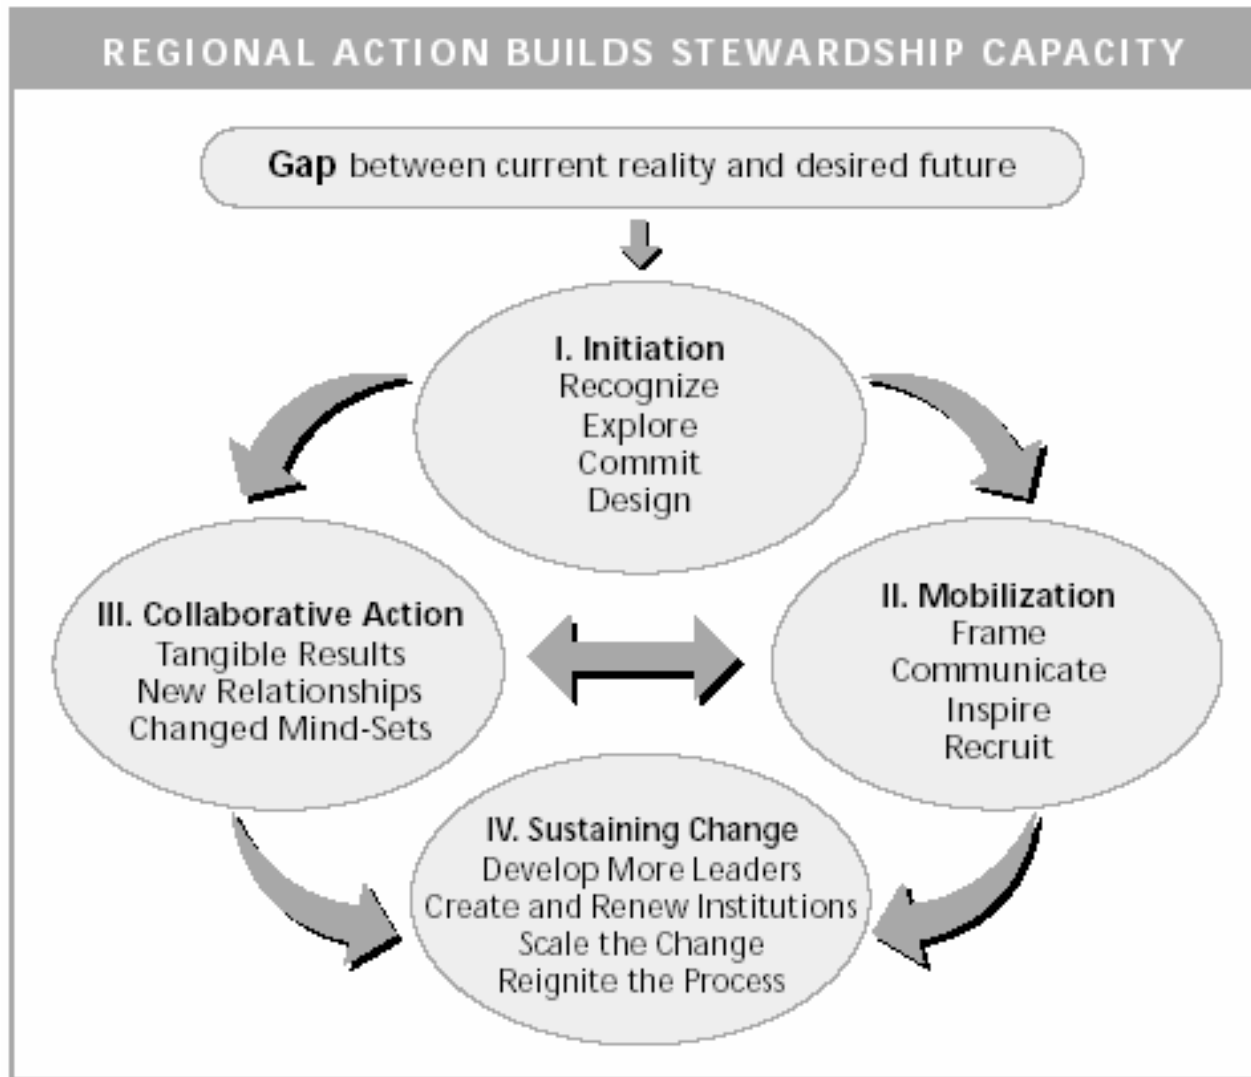 REGIONAL ACTION BUILDS STEWARDSHIP CAPACITY
Gap between current reality and desired future
I. Initiation
Recognize
Explore
Commit
Design
II. Mobilization
Frame
Communicate
Inspire
Recruit
III. Collaborative Action
Tangible Results
New Relationships
Changed Mind-Sets
IV. Sustaining Change
Develop More Leaders
Create and Renew Institutions
Scale the Change
Reignite the Process